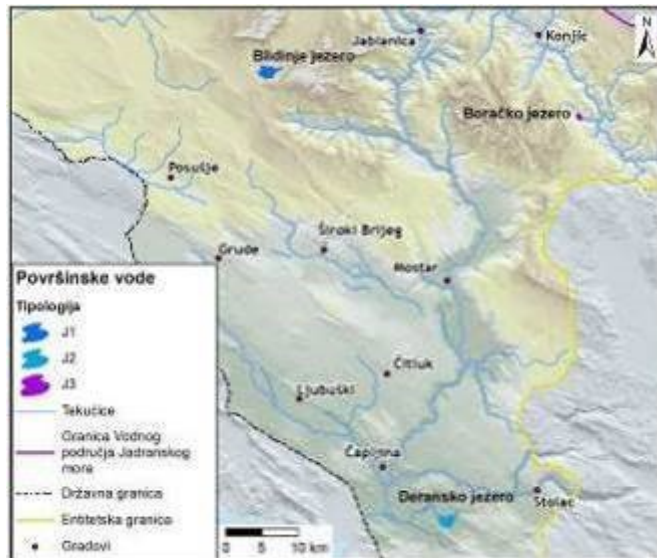 N
Jablanica
Konjic
Blidinje jezero
Boračko jezero
Posušje
Široki Brijeg
Grude
Mostar
Čitluk
Ljubuški
Čapljina
Deransko jezero
Stolac
Površinske vode
Tipologija
J1
J2
J3
Tekućice
Granica Vodnog
područja Jadranskog
mora
Državna granica
Entitetska granica
Gradovi
0 5 10 km